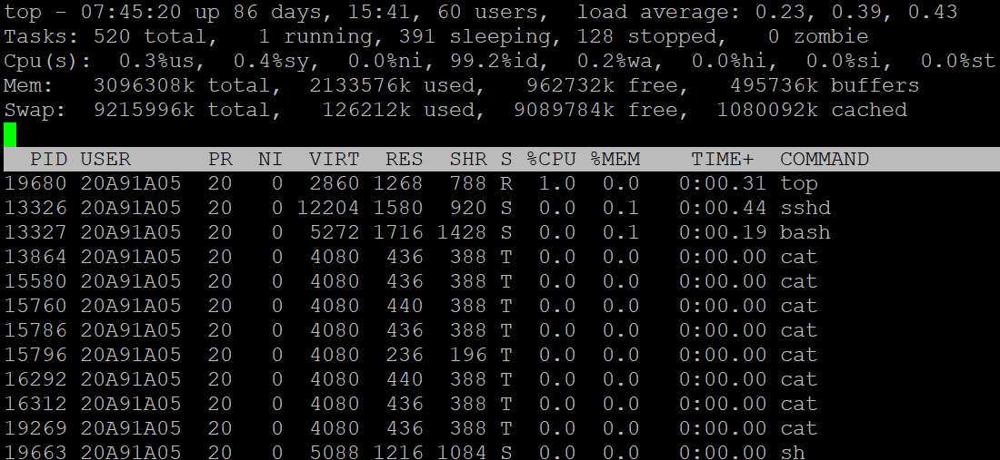 top - 07:45:20 up 86 days, 15:41, 60 users,  load average: 0.23, 0.39, 0.43
Tasks: 520 total,   1 running, 391 sleeping, 128 stopped,   0 zombie
Cpu(s):  0.3%us,  0.4%sy,  0.0%ni, 99.2%id,  0.2%wa,  0.0%hi,  0.0%si,  0.0%st
Mem:   3096308k total,  2133576k used,   962732k free,   495736k buffers
Swap:  9215996k total,   126212k used,  9089784k free,  1080092k cached
  PID USER      PR  NI  VIRT  RES  SHR S %CPU %MEM    TIME+  COMMAND
19680 20A91A05  20   0  2860 1268  788 R  1.0  0.0   0:00.31 top
13326 20A91A05  20   0 12204 1580  920 S  0.0  0.1   0:00.44 sshd
13327 20A91A05  20   0  5272 1716 1428 S  0.0  0.1   0:00.19 bash
13864 20A91A05  20   0  4080  436  388 T  0.0  0.0   0:00.00 cat
15580 20A91A05  20   0  4080  436  388 T  0.0  0.0   0:00.00 cat
15760 20A91A05  20   0  4080  440  388 T  0.0  0.0   0:00.00 cat
15786 20A91A05  20   0  4080  436  388 T  0.0  0.0   0:00.00 cat
15796 20A91A05  20   0  4080  236  196 T  0.0  0.0   0:00.00 cat
16292 20A91A05  20   0  4080  440  388 T  0.0  0.0   0:00.00 cat
16312 20A91A05  20   0  4080  436  388 T  0.0  0.0   0:00.00 cat
19269 20A91A05  20   0  4080  436  388 T  0.0  0.0   0:00.00 cat
19663 20A91A05  20   0  5088 1216 1084 S  0.0  0.0   0:00.00 sh